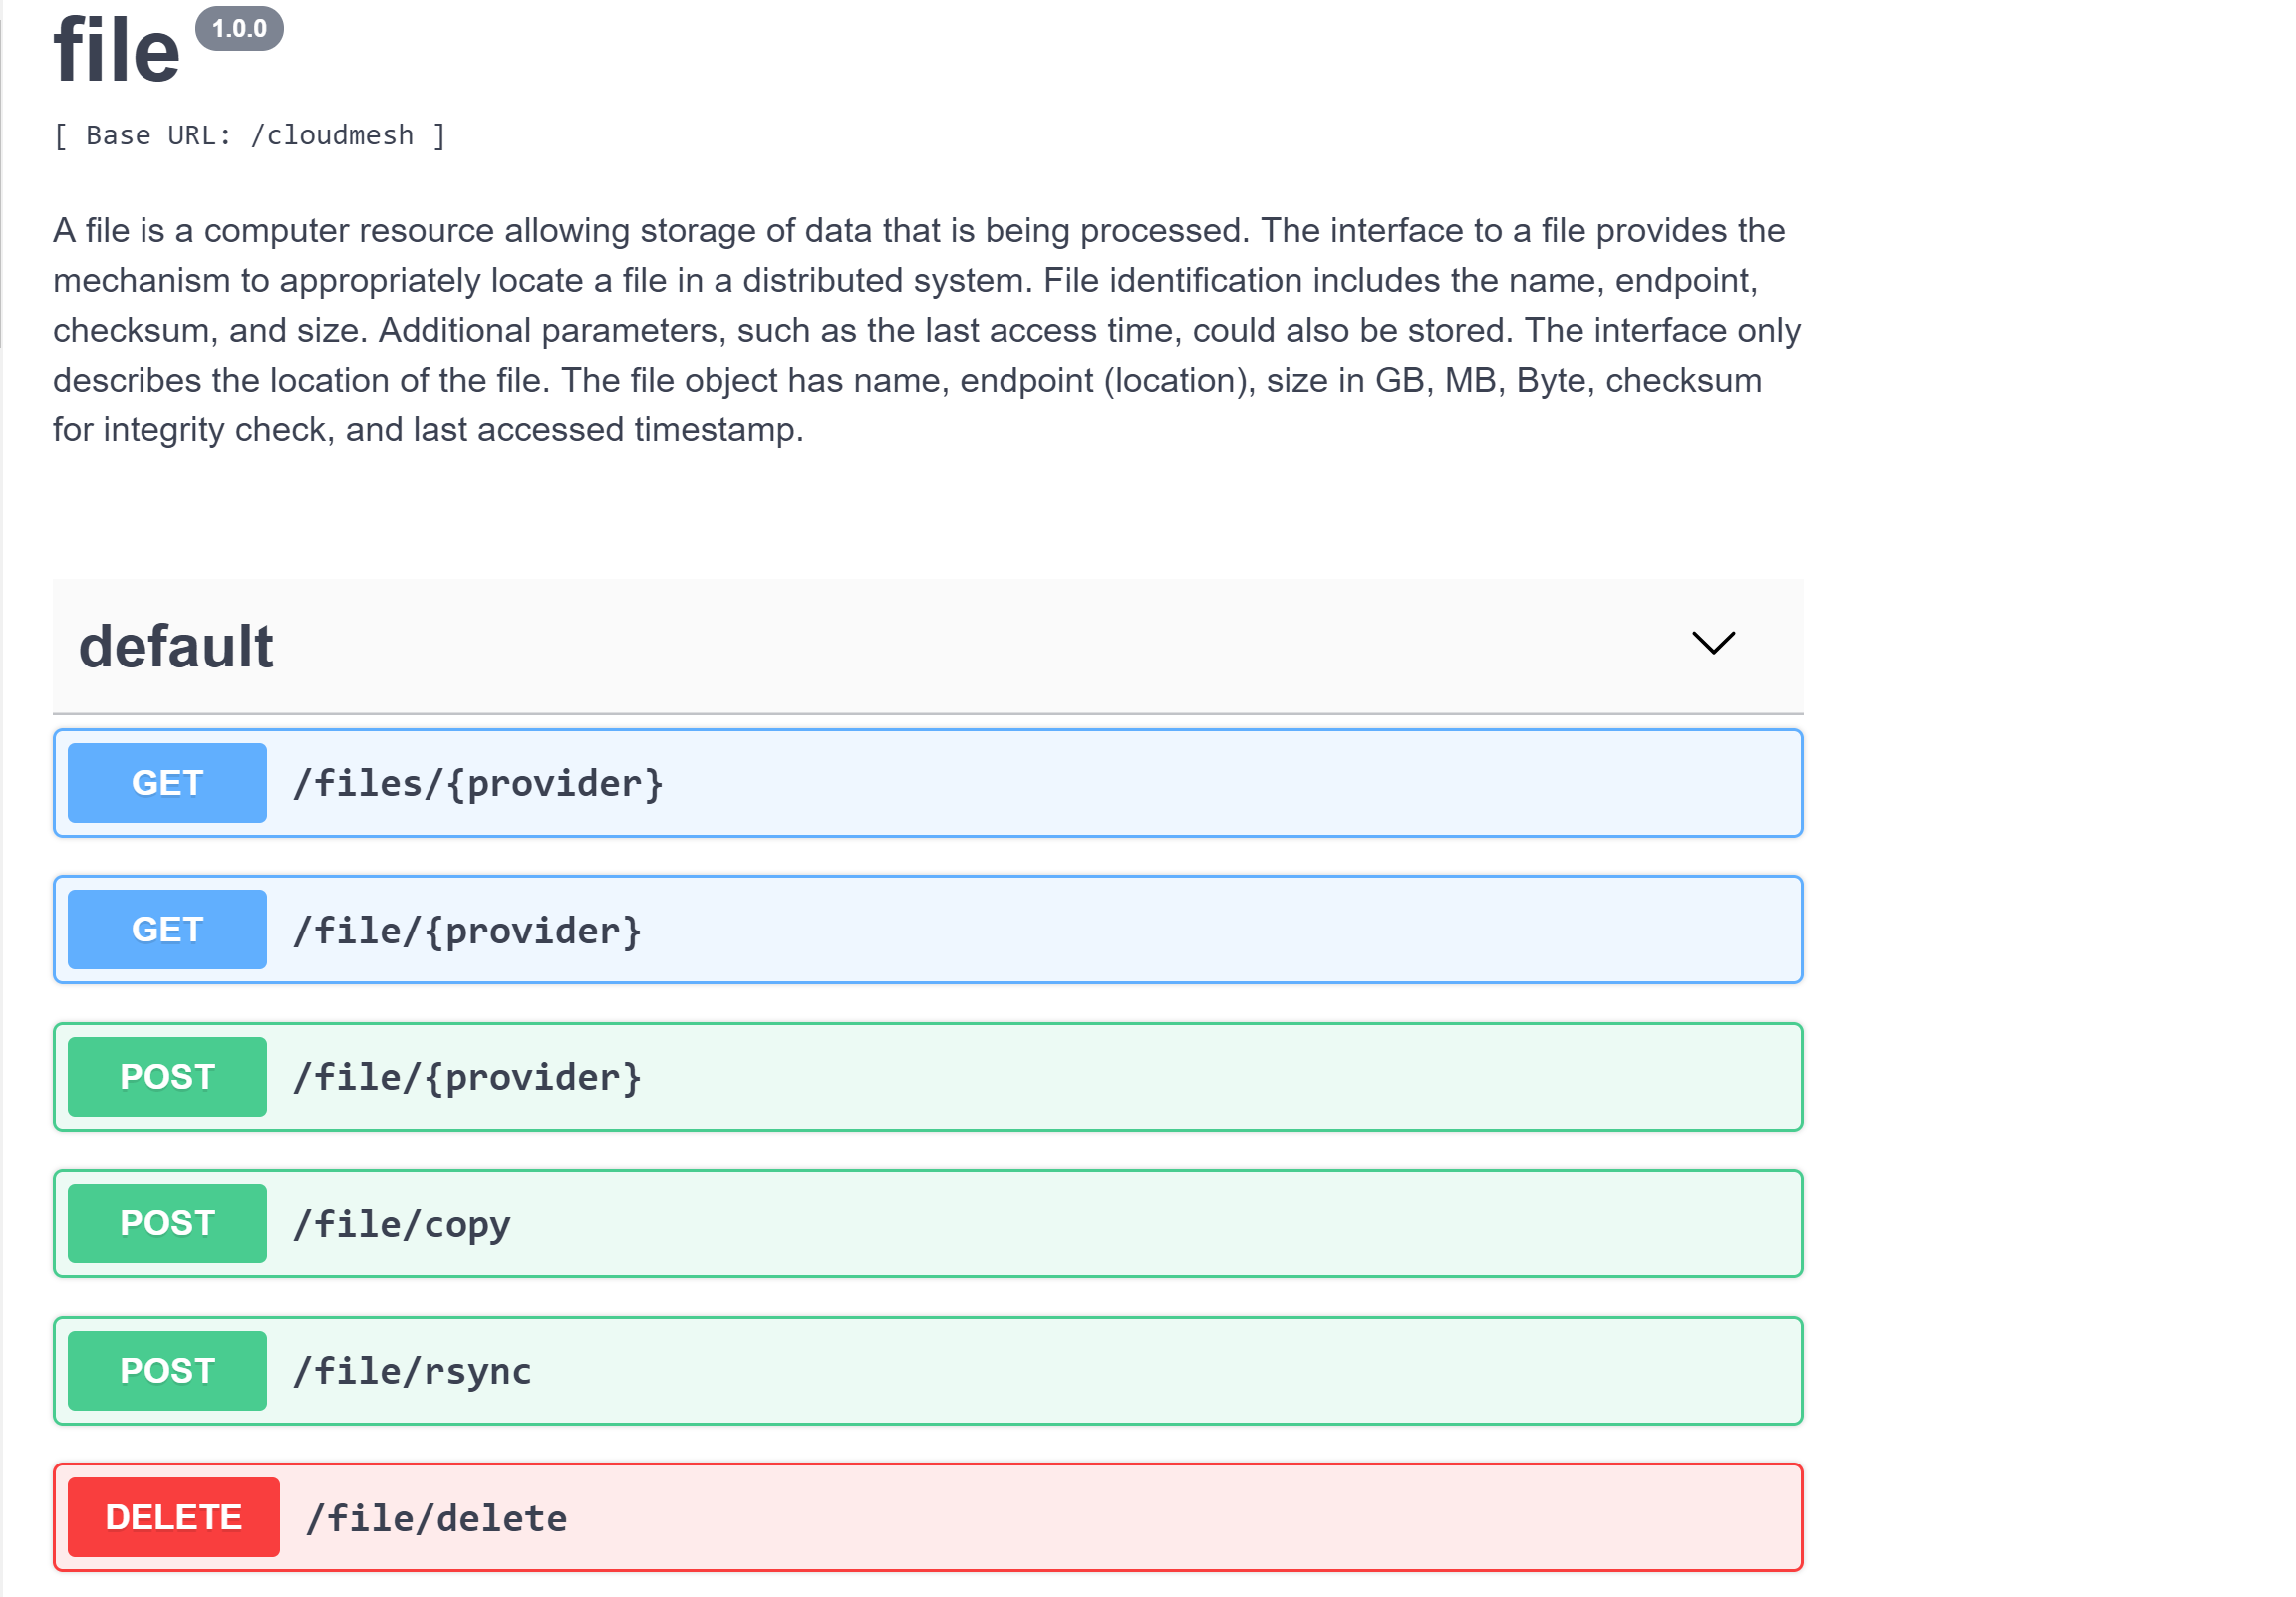 file 1.0.0
[ Base URL: /cloudmesh ]
A file is a computer resource allowing storage of data that is being processed. The interface to a file provides the
mechanism to appropriately locate a file in a distributed system. File identification includes the name, endpoint,
checksum, and size. Additional parameters, such as the last access time, could also be stored. The interface only
describes the location of the file. The file object has name, endpoint (location), size in GB, MB, Byte, checksum
for integrity check, and last accessed timestamp.
default
GET /files/{provider}
GET /file/{provider}
POST /file/{provider}
POST /file/copy
POST /file/rsync
DELETE /file/delete